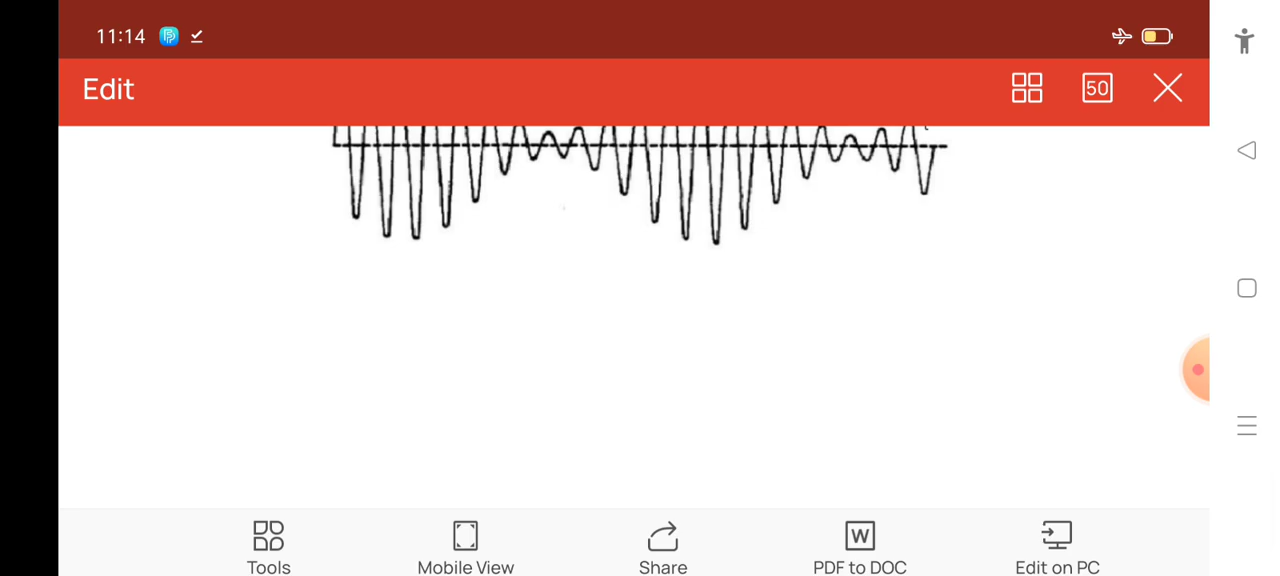 11:14
Edit
50
t
W
Tools
Mobile View
Share
PDF to DOC
Edit on PC